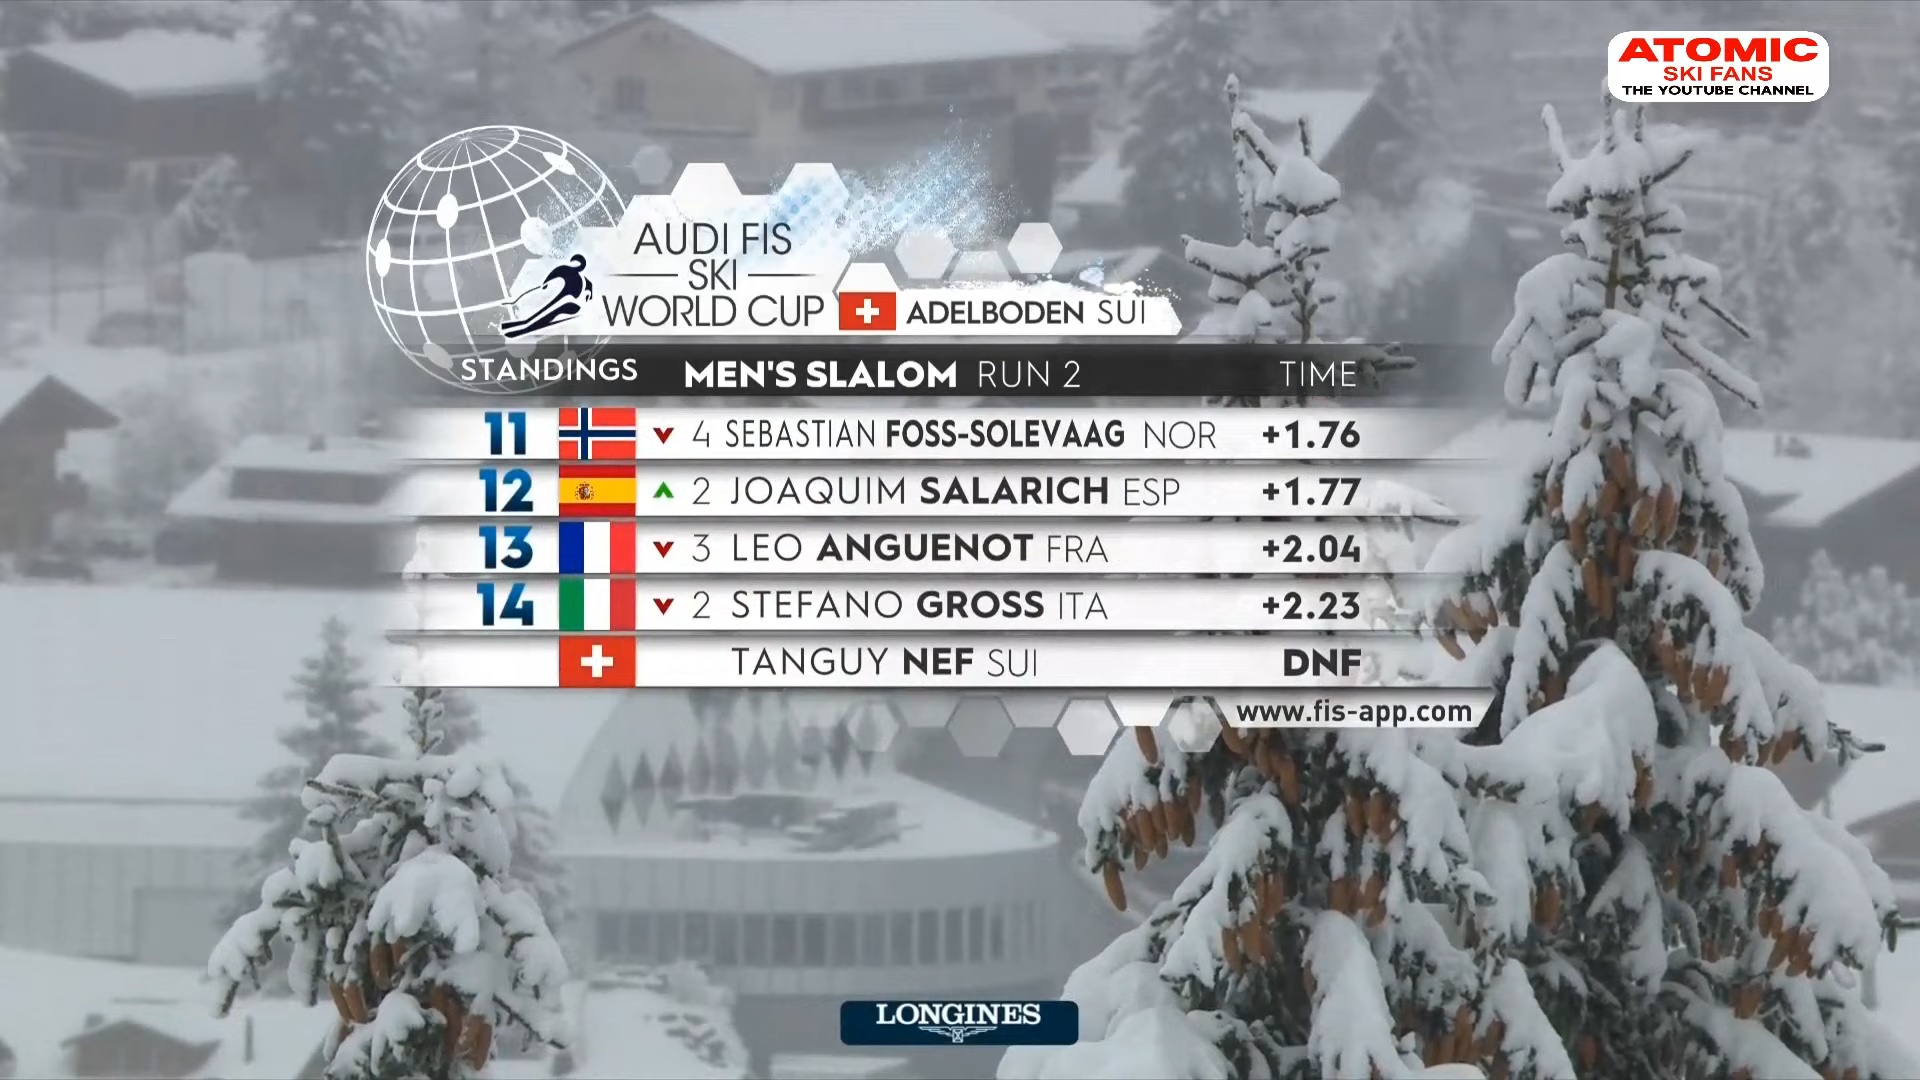 ATOMIC
SKI FANS
THE YOUTUBE CHANNEL
AUDI FIS
SKI
WORLD CUP
ADELBODEN SUI
STANDINGS MEN'S SLALOM RUN 2 TIME
11 4 SEBASTIAN FOSS-SOLEVAAG NOR +1.76
12 2 JOAQUIM SALARICH ESP +1.77
13 3 LEO ANGUENOT FRA +2.04
14 2 STEFANO GROSS ITA +2.23
TANGUY NEF SUI DNF
www.fis-app.com
LONGINES